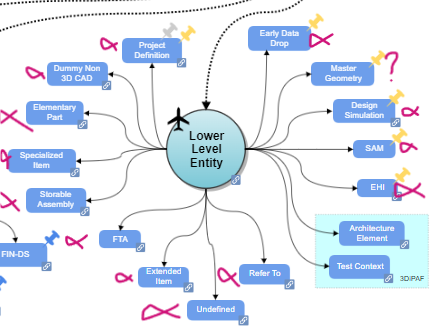 Early Data
Drop
Project
Definition
Dummy Non
3D CAD
Master
Geometry
?
Elementary
Part
Design
Simulation
Lower
Level
Entity
SAM
Specialized
Item
EHI
Storable
Assembly
Architecture
Element
FTA
FIN-DS
Extended
Item
Refer To
Test Context
3DIPAF
Undefined